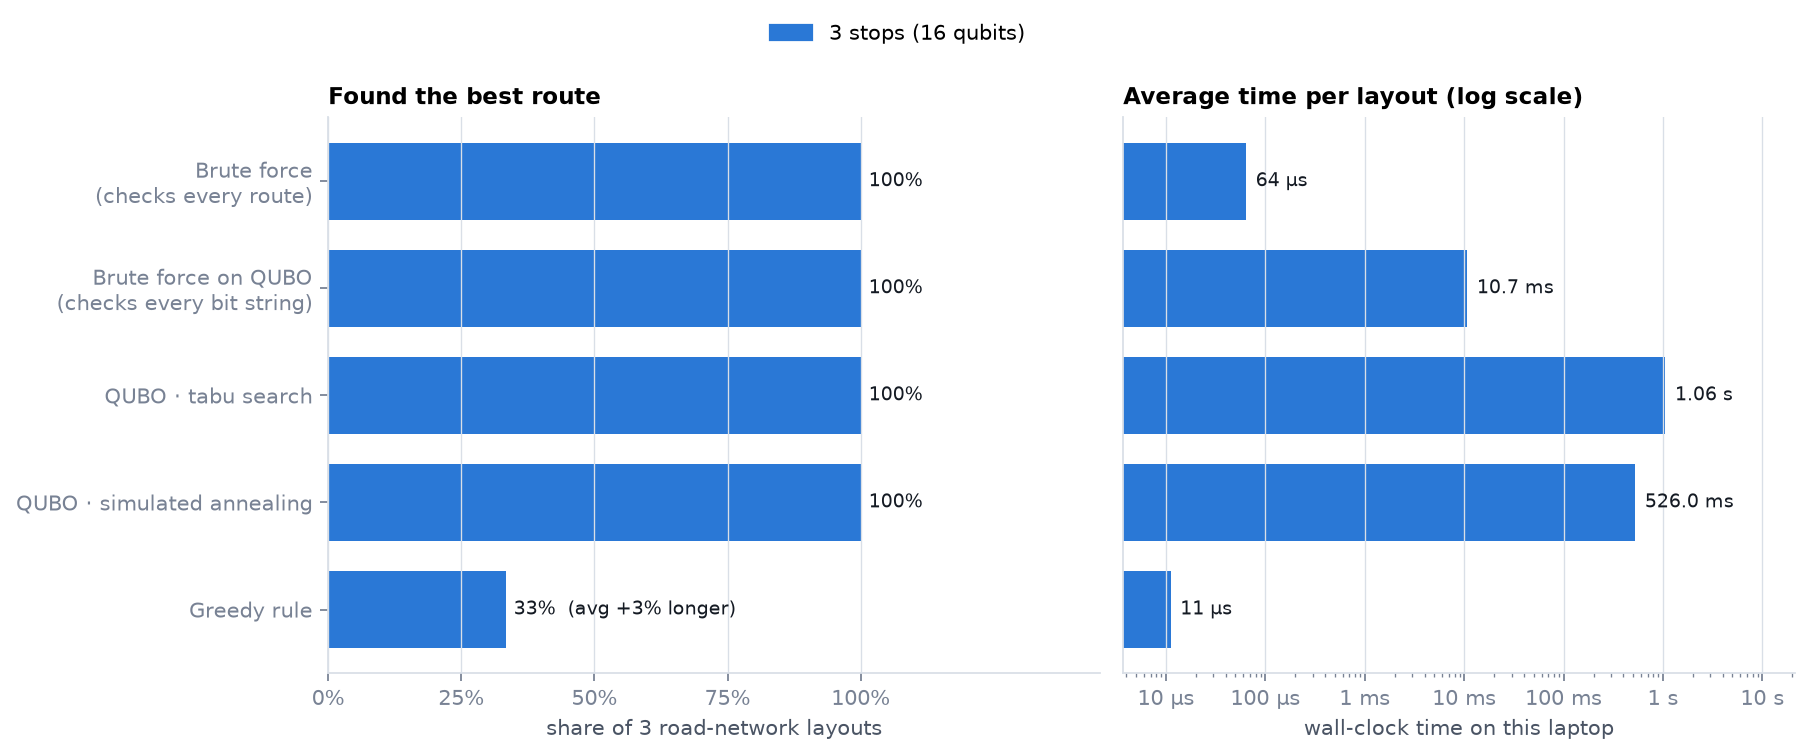 3 stops (16 qubits)
Found the best route
Average time per layout (log scale)
Brute force
(checks every route)
100%
64 µs
Brute force on QUBO
(checks every bit string)
100%
10.7 ms
QUBO · tabu search
100%
1.06 s
QUBO · simulated annealing
100%
526.0 ms
Greedy rule
33% (avg +3% longer)
11 µs
0% 25% 50% 75% 100%
10 µs 100 µs 1 ms 10 ms 100 ms 1 s 10 s
share of 3 road-network layouts
wall-clock time on this laptop